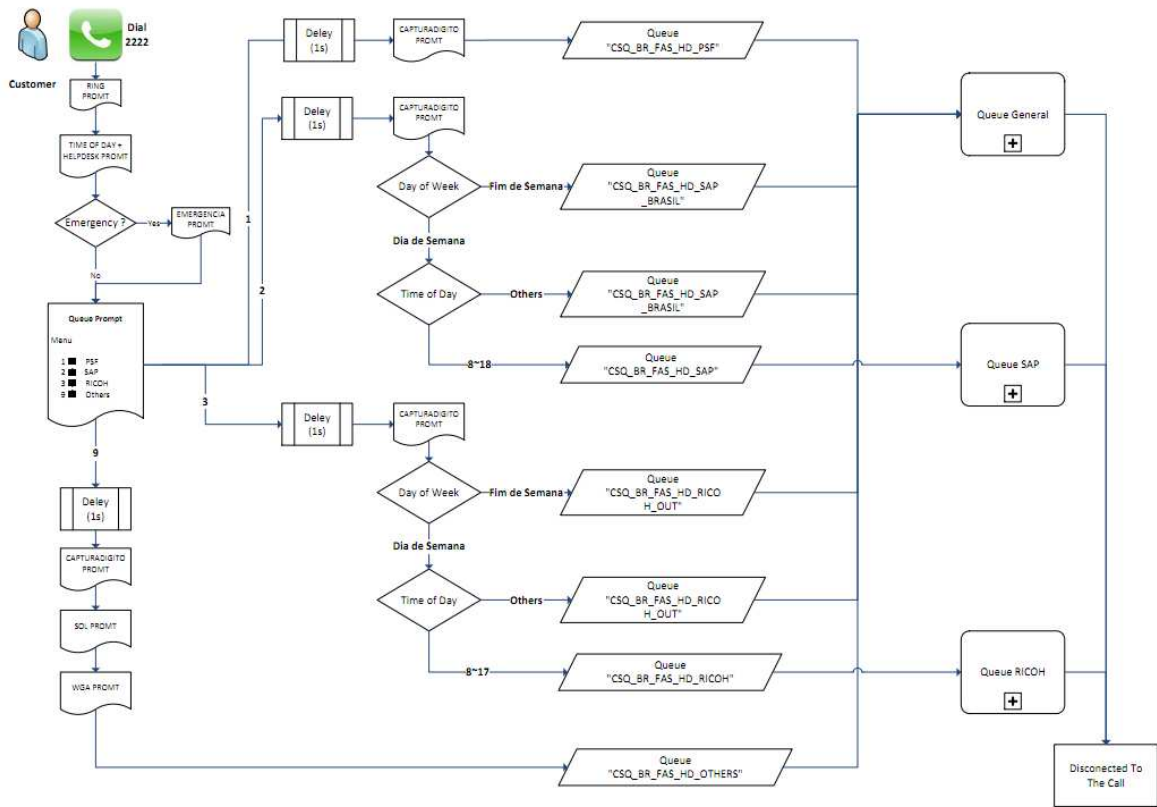 Customer
Dial
2222
RING
PROMT
TIME OF DAY +
HELPDESK PROMT
Emergency ?
Yes
EMERGENCIA
PROMT
No
Queue Prompt
Menu
1 PSF
2 SAP
3 RICOH
9 Others
1
2
3
9
Deley
(1s)
CAPTURADIGITO
PROMT
SOL PROMT
WGA PROMT
Deley
(1s)
CAPTURADIGITO
PROMT
Queue
"CSQ_BR_FAS_HD_PSF"
Deley
(1s)
CAPTURADIGITO
PROMT
Day of Week
Fim de Semana
Queue
"CSQ_BR_FAS_HD_SAP
_BRASIL"
Dia de Semana
Time of Day
Others
Queue
"CSQ_BR_FAS_HD_SAP
_BRASIL"
8~18
Queue
"CSQ_BR_FAS_HD_SAP"
Deley
(1s)
CAPTURADIGITO
PROMT
Day of Week
Fim de Semana
Queue
"CSQ_BR_FAS_HD_RICO
H_OUT"
Dia de Semana
Time of Day
Others
Queue
"CSQ_BR_FAS_HD_RICO
H_OUT"
8~17
Queue
"CSQ_BR_FAS_HD_RICOH"
Queue
"CSQ_BR_FAS_HD_OTHERS"
Queue General
Queue SAP
Queue RICOH
Disconected To
The Call